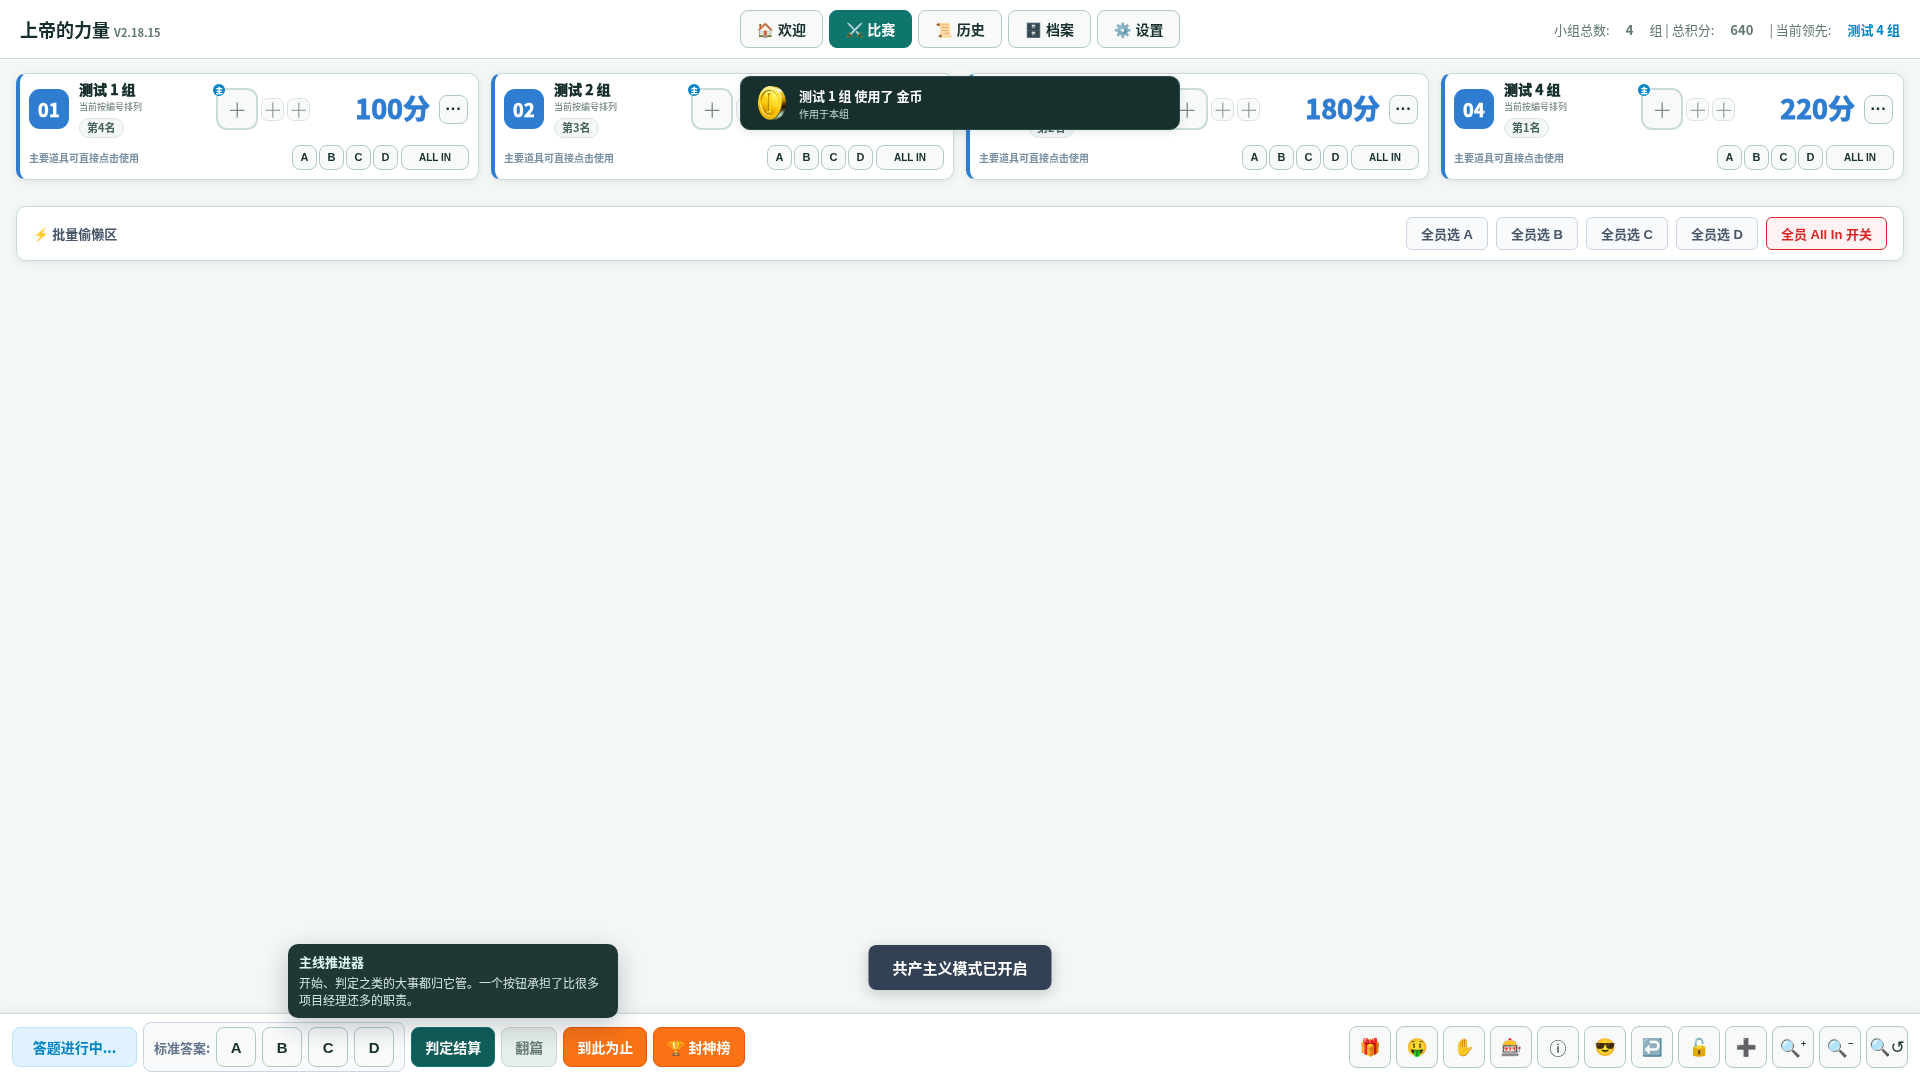 上帝的力量 V2.18.15
🏠 欢迎
⚔️ 比赛
📜 历史
🗄️ 档案
⚙️ 设置
小组总数: 4 组 | 总积分: 640 | 当前领先: 测试 4 组
01
测试 1 组
当前按编号排列
第4名
主
100分
主要道具可直接点击使用
A B C D ALL IN
02
测试 2 组
当前按编号排列
第3名
主
主要道具可直接点击使用
A B C D ALL IN
测试 1 组 使用了 金币
作用于本组
180分
主要道具可直接点击使用
A B C D ALL IN
04
测试 4 组
当前按编号排列
第1名
主
220分
主要道具可直接点击使用
A B C D ALL IN
⚡ 批量偷懒区
全员选 A
全员选 B
全员选 C
全员选 D
全员 All In 开关
主线推进器
开始、判定之类的大事都归它管。一个按钮承担了比很多
项目经理还多的职责。
共产主义模式已开启
答题进行中...
标准答案: A B C D
判定结算
翻篇
到此为止
🏆 封神榜